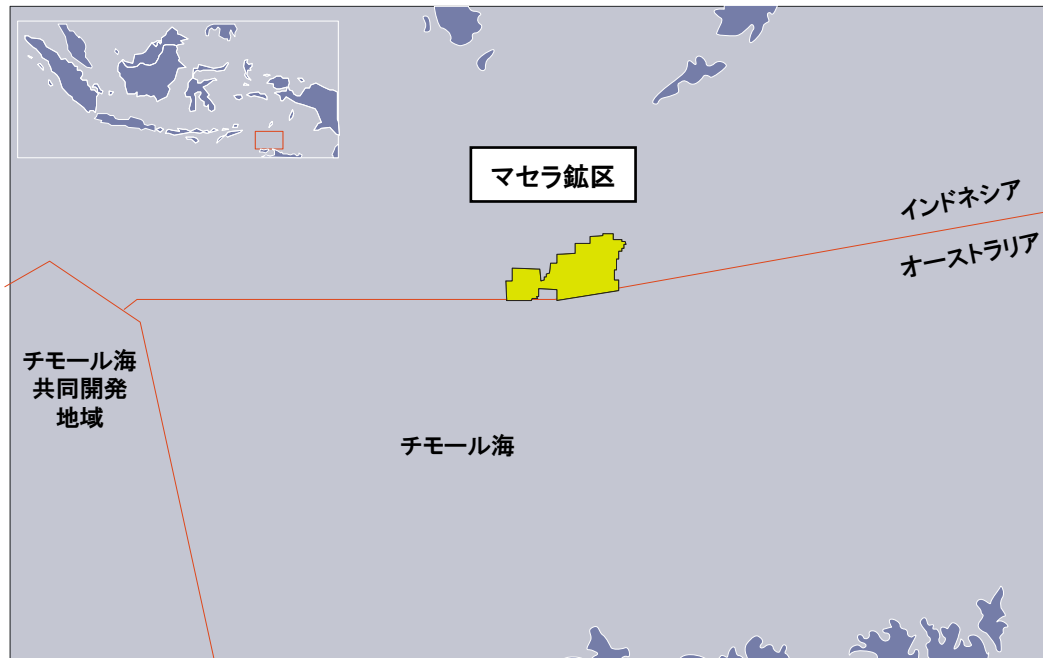 マセラ鉱区
インドネシア
オーストラリア
チモール海
共同開発
地域
チモール海